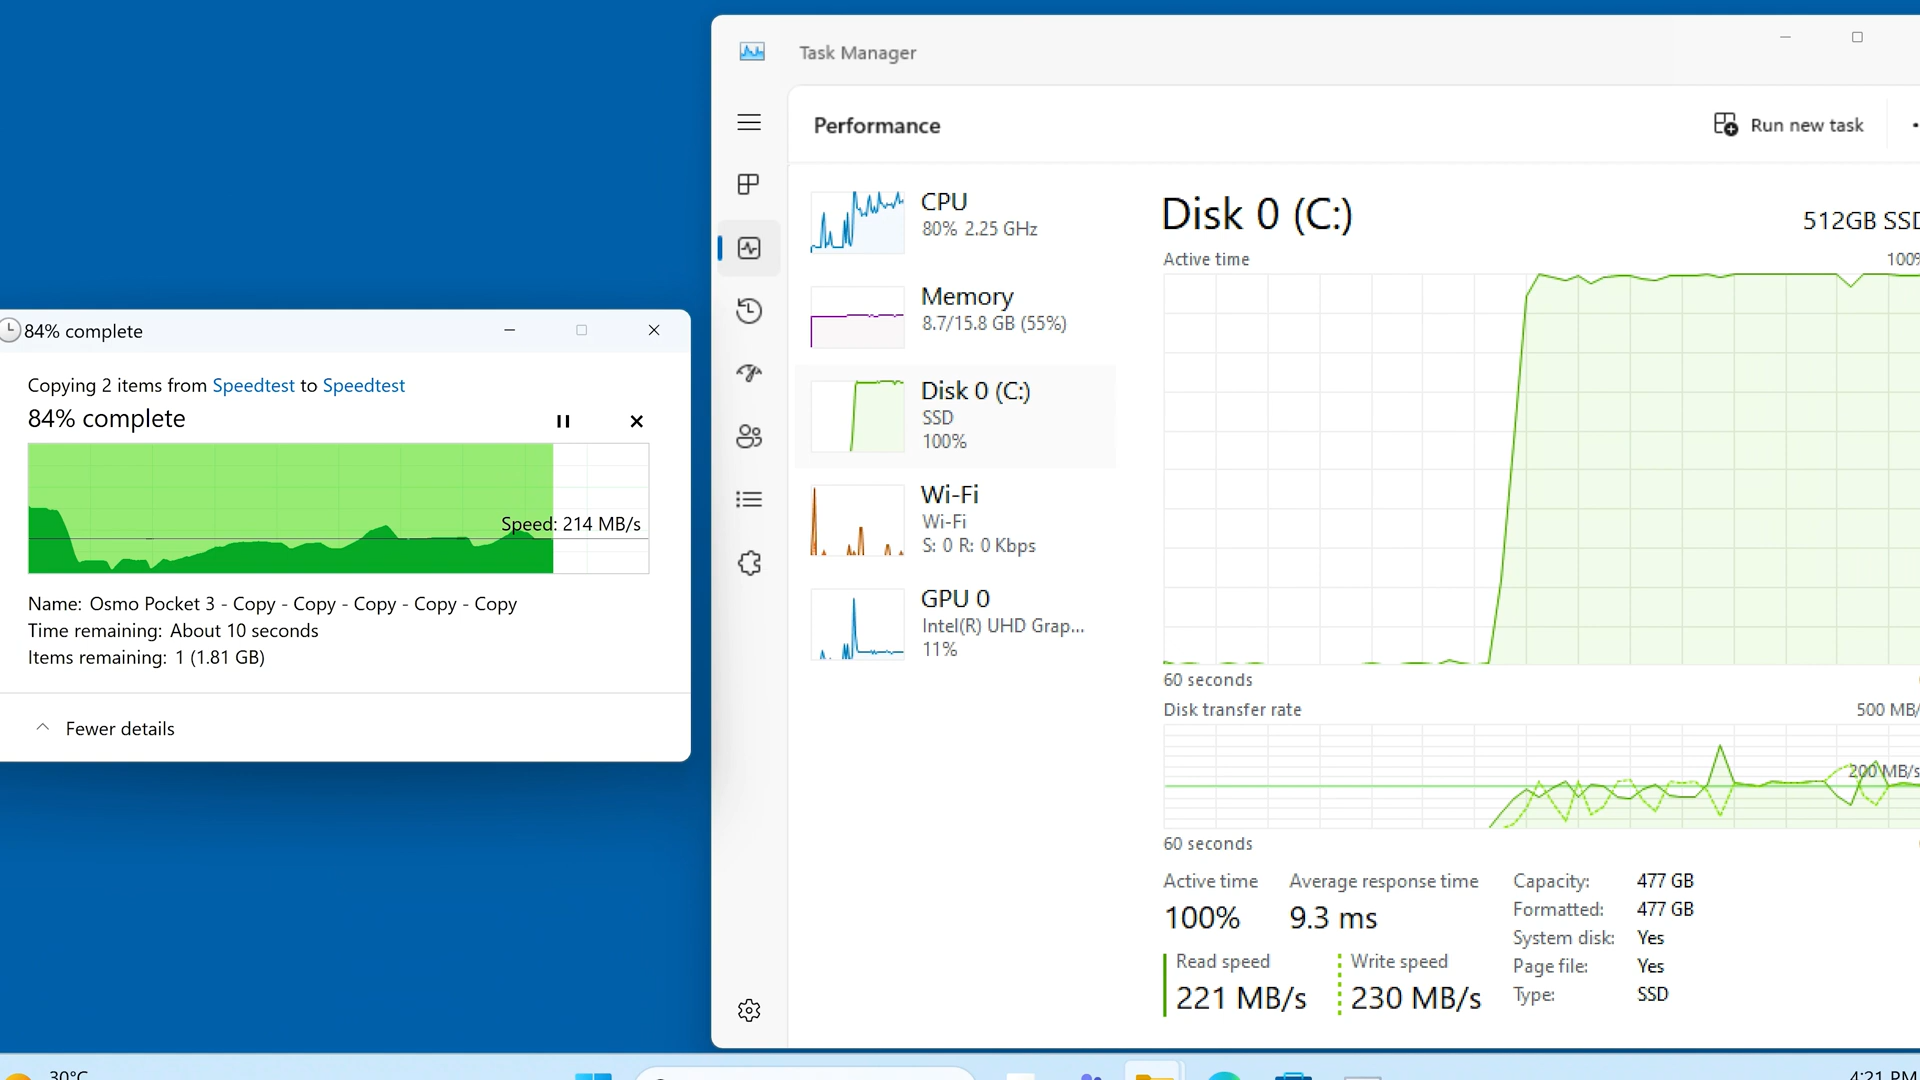 84% complete
Copying 2 items from Speedtest to Speedtest
84% complete
Speed: 214 MB/s
Name: Osmo Pocket 3 - Copy - Copy - Copy - Copy - Copy
Time remaining: About 10 seconds
Items remaining: 1 (1.81 GB)
Fewer details
Task Manager
Performance
Run new task
CPU
80% 2.25 GHz
Memory
8.7/15.8 GB (55%)
Disk 0 (C:)
SSD
100%
Wi-Fi
Wi-Fi
S: 0 R: 0 Kbps
GPU 0
Intel(R) UHD Grap...
11%
Disk 0 (C:)
512GB SSD
Active time
100%
60 seconds
Disk transfer rate
500 MB/
200 MB/s
60 seconds
Active time
100%
Average response time
9.3 ms
Read speed
221 MB/s
Write speed
230 MB/s
Capacity: 477 GB
Formatted: 477 GB
System disk: Yes
Page file: Yes
Type: SSD
30°C
4:21 PM